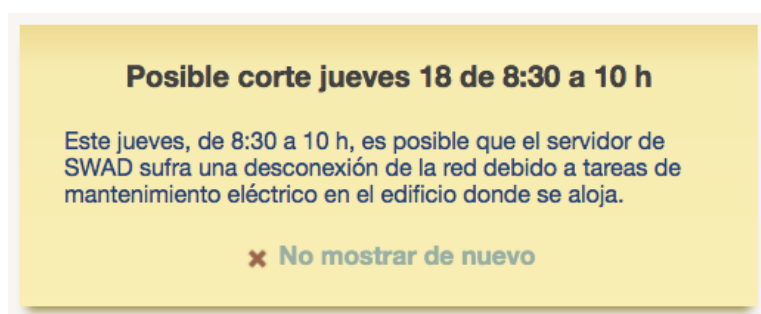 Posible corte jueves 18 de 8:30 a 10 h
Este jueves, de 8:30 a 10 h, es posible que el servidor de
SWAD sufra una desconexión de la red debido a tareas de
mantenimiento eléctrico en el edificio donde se aloja.
No mostrar de nuevo